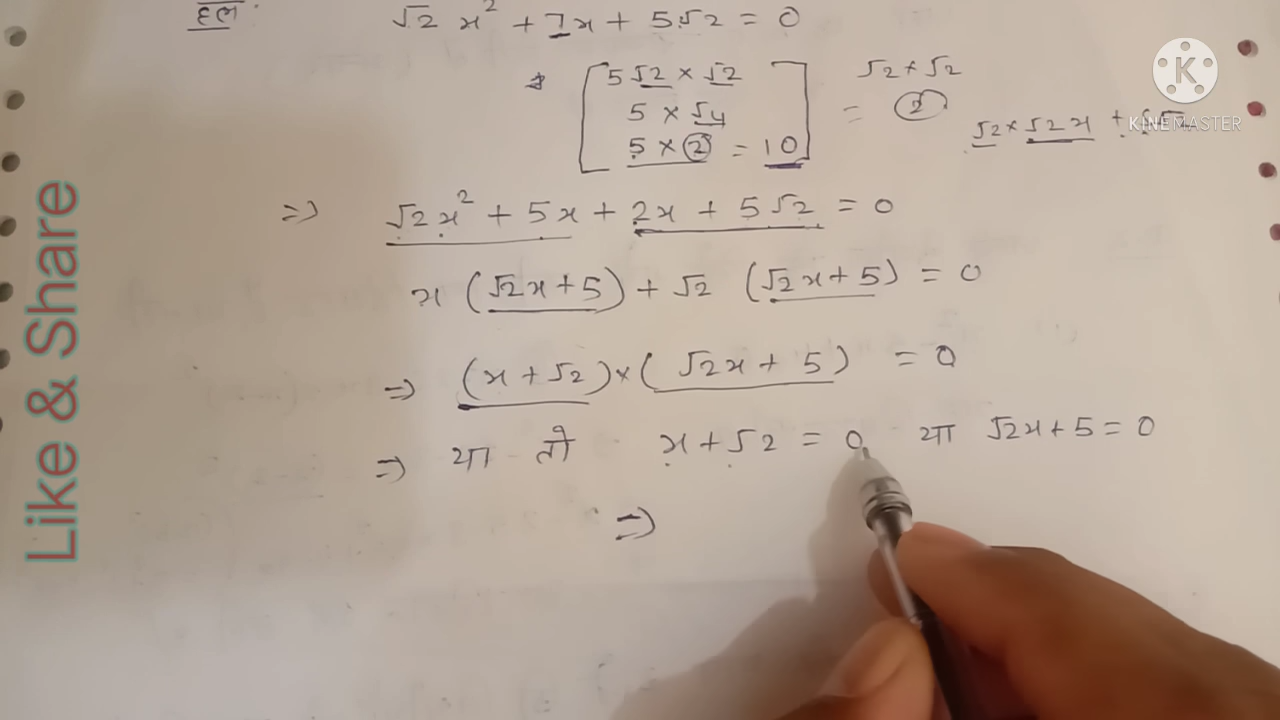 हल :
√2 x² + 7x + 5√2 = 0
⇒ [ 5√2 × √2
5 × √4
5 × 2 = 10 ]
√2 × √2
= 2
√2 × √2 x +
KINEMASTER
⇒ √2x² + 5x + 2x + 5√2 = 0
x (√2x + 5) + √2 (√2x + 5) = 0
⇒ (x + √2) × (√2x + 5) = 0
⇒ या तो x + √2 = 0 या √2x + 5 = 0
⇒
Like & Share